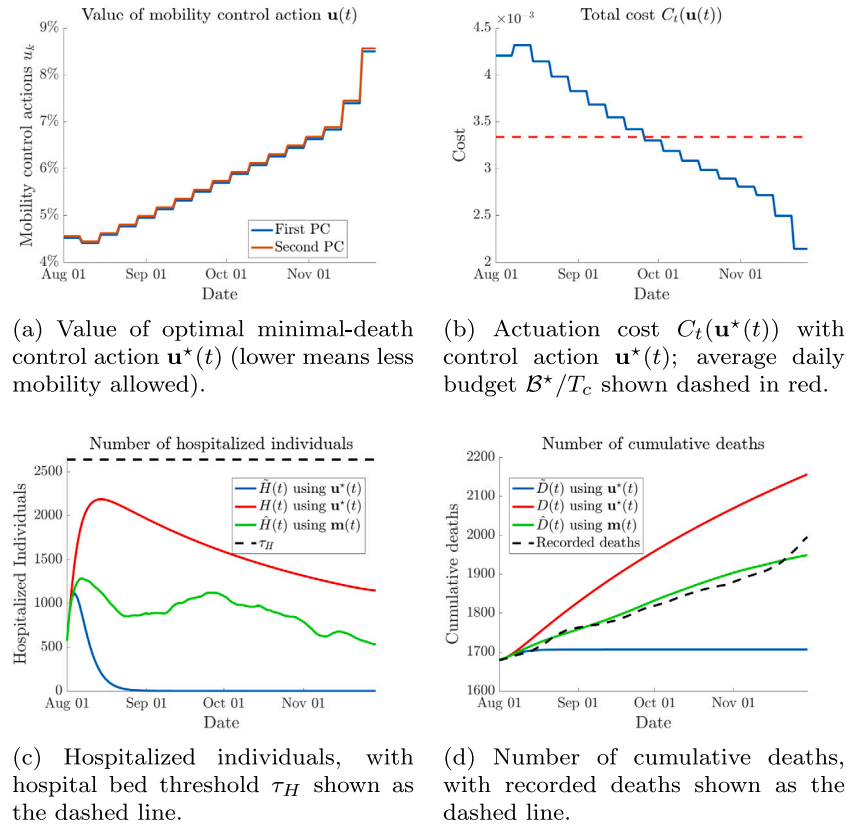 Value of mobility control action u(t)
Mobility control actions u_k
9%
8%
7%
6%
5%
4%
First PC
Second PC
Aug 01 Sep 01 Oct 01 Nov 01
Date
Total cost C_t(u(t))
×10⁻³
Cost
4.5
4
3.5
3
2.5
2
Aug 01 Sep 01 Oct 01 Nov 01
Date
(a) Value of optimal minimal-death
control action u⋆(t) (lower means less
mobility allowed).
(b) Actuation cost C_t(u⋆(t)) with
control action u⋆(t); average daily
budget B⋆/T_c shown dashed in red.
Number of hospitalized individuals
Hospitalized Individuals
2500
2000
1500
1000
500
0
H̃(t) using u⋆(t)
H(t) using u⋆(t)
Ĥ(t) using m(t)
τ_H
Aug 01 Sep 01 Oct 01 Nov 01
Date
Number of cumulative deaths
Cumulative deaths
2200
2100
2000
1900
1800
1700
1600
D̃(t) using u⋆(t)
D(t) using u⋆(t)
D̂(t) using m(t)
Recorded deaths
Aug 01 Sep 01 Oct 01 Nov 01
Date
(c) Hospitalized individuals, with
hospital bed threshold τ_H shown as
the dashed line.
(d) Number of cumulative deaths,
with recorded deaths shown as the
dashed line.